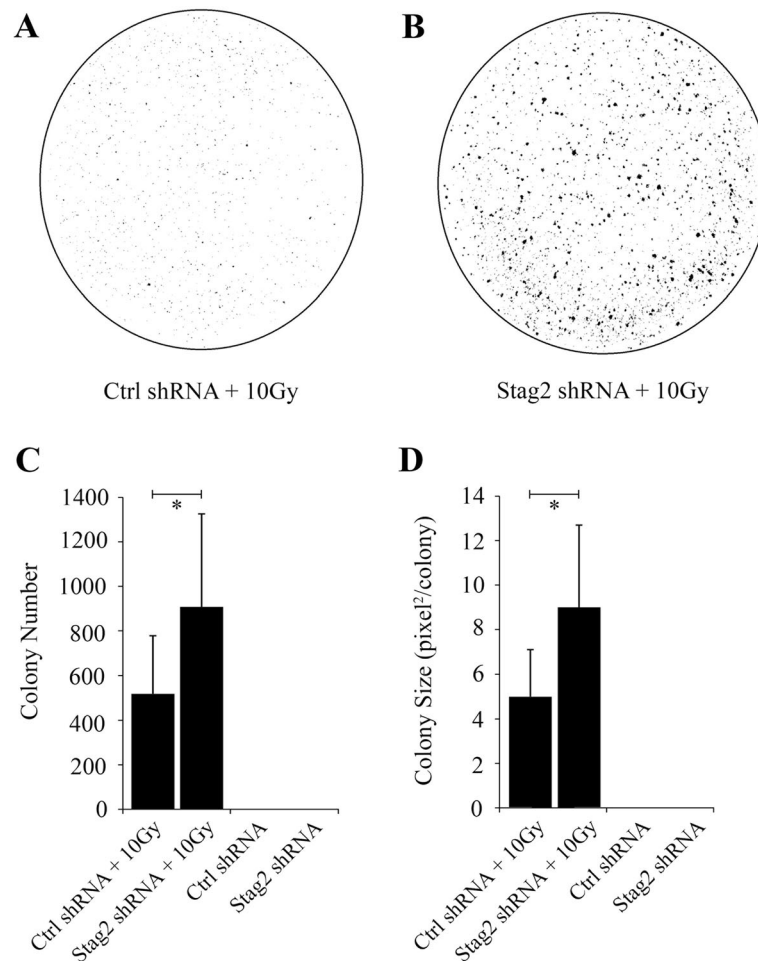 A
B
Ctrl shRNA + 10Gy
Stag2 shRNA + 10Gy
C
Colony Number
1400
1200
1000
800
600
400
200
0
*
Ctrl shRNA + 10Gy
Stag2 shRNA + 10Gy
Ctrl shRNA
Stag2 shRNA
D
Colony Size (pixel²/colony)
14
12
10
8
6
4
2
0
*
Ctrl shRNA + 10Gy
Stag2 shRNA + 10Gy
Ctrl shRNA
Stag2 shRNA